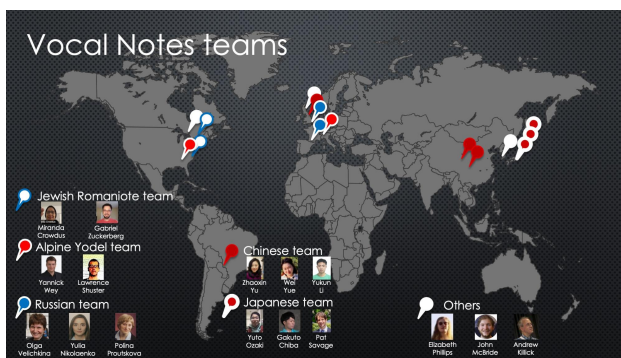 Vocal Notes teams
Jewish Romaniote team
Miranda Crowdus
Gabriel Zuckerberg
Alpine Yodel team
Yannick Wey
Lawrence Shuster
Russian team
Olga Velichkina
Yulia Nikolaenko
Polina Proutskova
Chinese team
Zhaoxin Yu
Wei Yue
Yukun Li
Japanese team
Yuto Ozaki
Gakuto Chiba
Pat Savage
Others
Elizabeth Phillips
John McBride
Andrew Killick